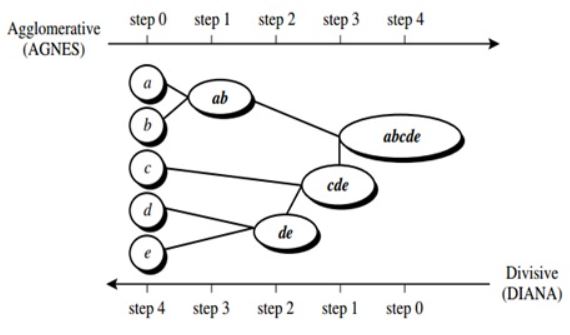 step 0 step 1 step 2 step 3 step 4
Agglomerative
(AGNES)
a
ab
b
abcde
c
cde
d
de
e
Divisive
(DIANA)
step 4 step 3 step 2 step 1 step 0